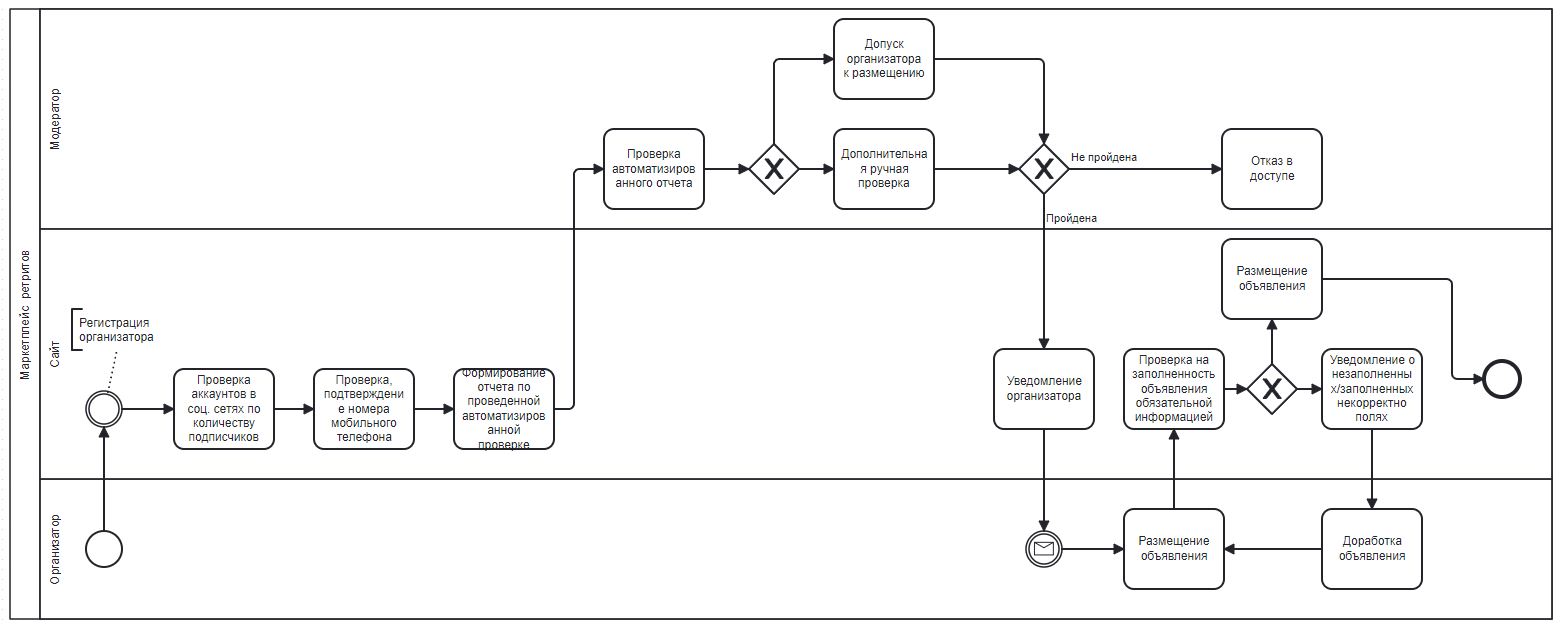 Маркетплейс ретритов
Модератор
Допуск
организатора
к размещению
Проверка
автоматизиров
анного отчета
Дополнительна
я ручная
проверка
Не пройдена
Отказ в
доступе
Пройдена
Сайт
Регистрация
организатора
Проверка
аккаунтов в
соц. сетях по
количеству
подписчиков
Проверка,
подтверждени
е номера
мобильного
телефона
Формирование
отчета по
проведенной
автоматизиров
анной
проверке
Уведомление
организатора
Проверка на
заполненность
объявления
обязательной
информацией
Размещение
объявления
Уведомление о
незаполненны
х/заполненных
некорректно
полях
Организатор
Размещение
объявления
Доработка
объявления